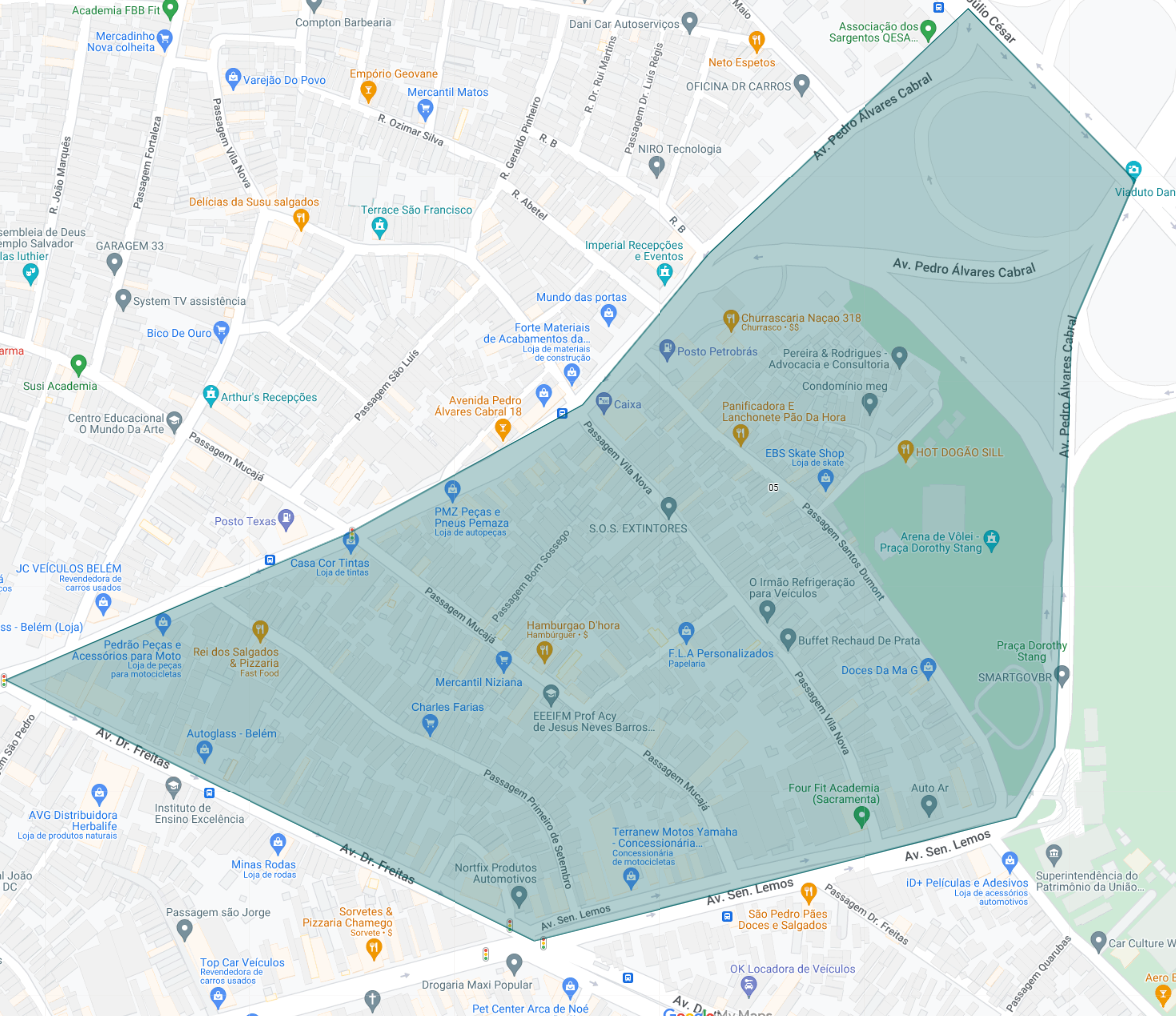 Academia FBB Fit
Compton Barbearia
Maio
Júlio César
Mercadinho
Nova colheita
Dani Car Autoserviços
Associação dos
Sargentos QESA...
Varejão Do Povo
Empório Geovane
Mercantil Matos
Neto Espetos
OFICINA DR CARROS
R. Dr. Rui Martins
Passagem Dr. Luís Régis
R. João Marquês
Passagem Fortaleza
Passagem Vila Nova
R. Ozimar Silva
R. Geraldo Pinheiro
R. B
NIRO Tecnologia
Av. Pedro Álvares Cabral
Viaduto Dan
Delícias da Susu salgados
Terrace São Francisco
R. Abetel
R. B
sembleia de Deus
emplo Salvador
las luthier
GARAGEM 33
System TV assistência
Imperial Recepções
e Eventos
Av. Pedro Álvares Cabral
Mundo das portas
Bico De Ouro
Forte Materiais
de Acabamentos da...
Loja de materiais
de construção
Churrascaria Naçao 318
Churrasco • $$
Posto Petrobrás
Pereira & Rodrigues -
Advocacia e Consultoria
Av. Pedro Álvares Cabral
arma
Susi Academia
Arthur's Recepções
Passagem São Luís
Avenida Pedro
Álvares Cabral 18
Caixa
Condomínio meg
Panificadora E
Lanchonete Pão Da Hora
Centro Educacional
O Mundo Da Arte
Passagem Mucajá
Passagem Vila Nova
EBS Skate Shop
Loja de skate
HOT DOGÃO SILL
05
Posto Texas
PMZ Peças e
Pneus Pemaza
Loja de autopeças
S.O.S. EXTINTORES
Passagem Santos Dumont
Arena de Vôlei -
Praça Dorothy Stang
Casa Cor Tintas
Loja de tintas
JC VEÍCULOS BELÉM
Revendedora de
carros usados
Passagem Bom Sossego
Passagem Mucajá
O Irmão Refrigeração
para Veículos
ss - Belém (Loja)
Pedrão Peças e
Acessórios para Moto
Loja de peças
para motocicletas
Rei dos Salgados
& Pizzaria
Fast Food
Hamburgao D'hora
Hambúrguer • $
F.L.A Personalizados
Papelaria
Buffet Rechaud De Prata
Doces Da Ma G
Praça Dorothy
Stang
SMARTGOVBR
Mercantil Niziana
Passagem Vila Nova
Charles Farias
EEEIFM Prof Acy
de Jesus Neves Barros...
em São Pedro
Av. Dr. Freitas
Autoglass - Belém
Passagem Primeiro de Setembro
Passagem Mucajá
AVG Distribuidora
Herbalife
Loja de produtos naturais
Instituto de
Ensino Excelência
Four Fit Academia
(Sacramenta)
Auto Ar
Terranew Motos Yamaha
- Concessionária...
Concessionária
de motocicletas
Av. Sen. Lemos
Minas Rodas
Loja de rodas
Av. Dr. Freitas
Nortfix Produtos
Automotivos
al João
DC
iD+ Películas e Adesivos
Loja de acessórios
automotivos
Superintendência do
Patrimônio da União...
Av. Sen. Lemos
Av. Sen. Lemos
Passagem são Jorge
Sorvetes &
Pizzaria Chamego
Sorvete • $
São Pedro Pães
Doces e Salgados
Passagem Dr. Freitas
Car Culture W
Top Car Veículos
Revendedora de
carros usados
Drogaria Maxi Popular
OK Locadora de Veículos
Passagem Quarubas
Aero B
Pet Center Arca de Noé
Av. D
Google My Maps